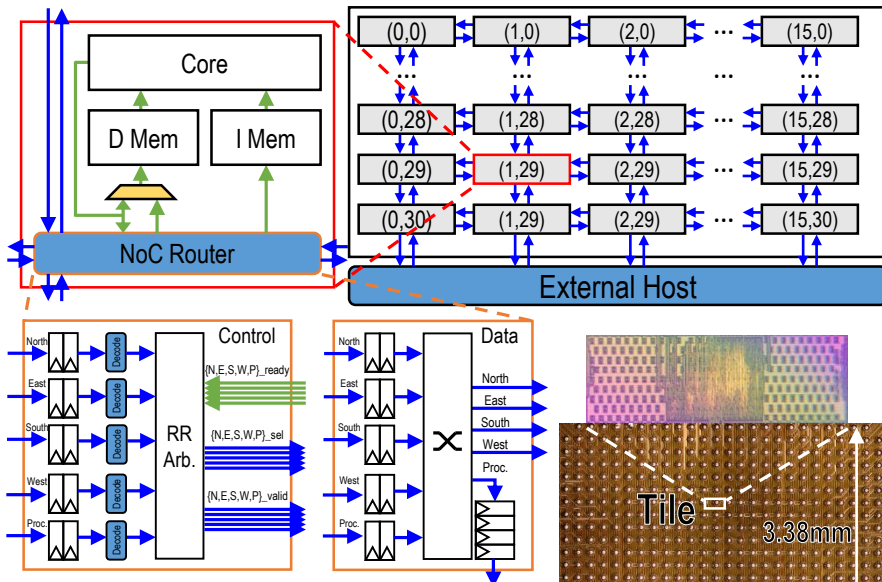 Core
D Mem
I Mem
NoC Router
(0,0) (1,0) (2,0) ... (15,0)
... ... ... ...
(0,28) (1,28) (2,28) ... (15,28)
(0,29) (1,29) (2,29) ... (15,29)
(0,30) (1,29) (2,29) ... (15,30)
External Host
Control
North
Decode
East
Decode
South
Decode
West
Decode
Proc.
Decode
RR
Arb.
{N,E,S,W,P}_ready
{N,E,S,W,P}_sel
{N,E,S,W,P}_valid
Data
North
East
South
West
Proc.
North
East
South
West
Proc.
Tile
3.38mm